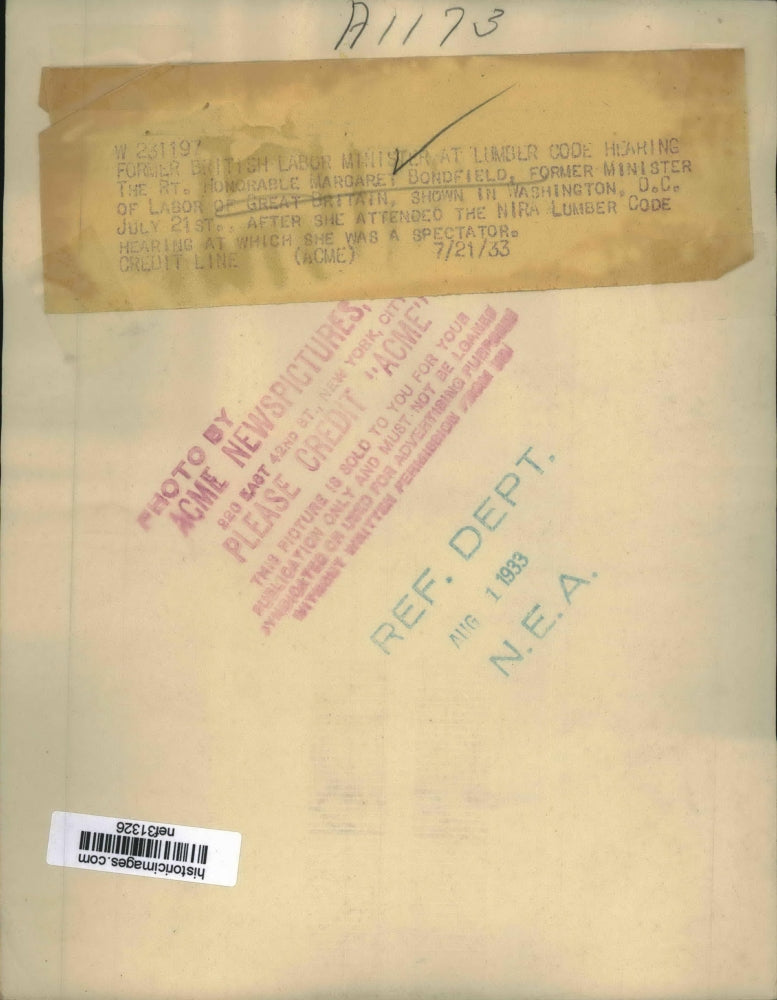 A1173
W 231197
FORMER BRITISH LABOR MINISTER AT LUMBER CODE HEARING
THE RT. HONORABLE MARGARET BONDFIELD, FORMER MINISTER
OF LABOR OF GREAT BRITAIN, SHOWN IN WASHINGTON, D.C.
JULY 21ST., AFTER SHE ATTENDED THE NIRA LUMBER CODE
HEARING AT WHICH SHE WAS A SPECTATOR.
CREDIT LINE (ACME) 7/21/33
PHOTO BY
ACME NEWSPICTURES,
220 EAST 42ND ST., NEW YORK, CITY
PLEASE CREDIT "ACME"
THIS PICTURE IS SOLD TO YOU FOR YOUR
PUBLICATION ONLY AND MUST NOT BE LOANED
SYNDICATED OR USED FOR ADVERTISING PURPOSES
WITHOUT WRITTEN PERMISSION FROM US
REF. DEPT.
AUG 1 1933
N.E.A.
historicimages.com
nef31326